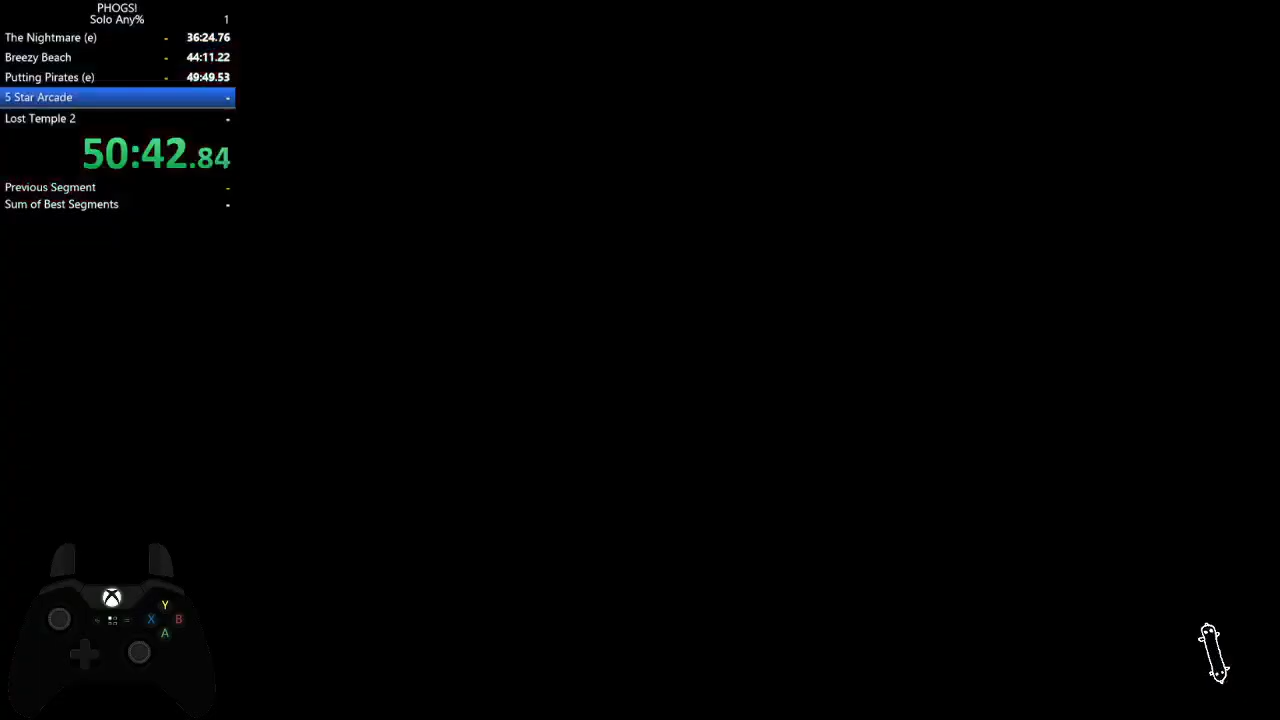 PHOGS!
Solo Any% 1
The Nightmare (e) - 36:24.76
Breezy Beach - 44:11.22
Putting Pirates (e) - 49:49.53
5 Star Arcade -
Lost Temple 2 -
50:42.84
Previous Segment -
Sum of Best Segments -
Y
X B
A